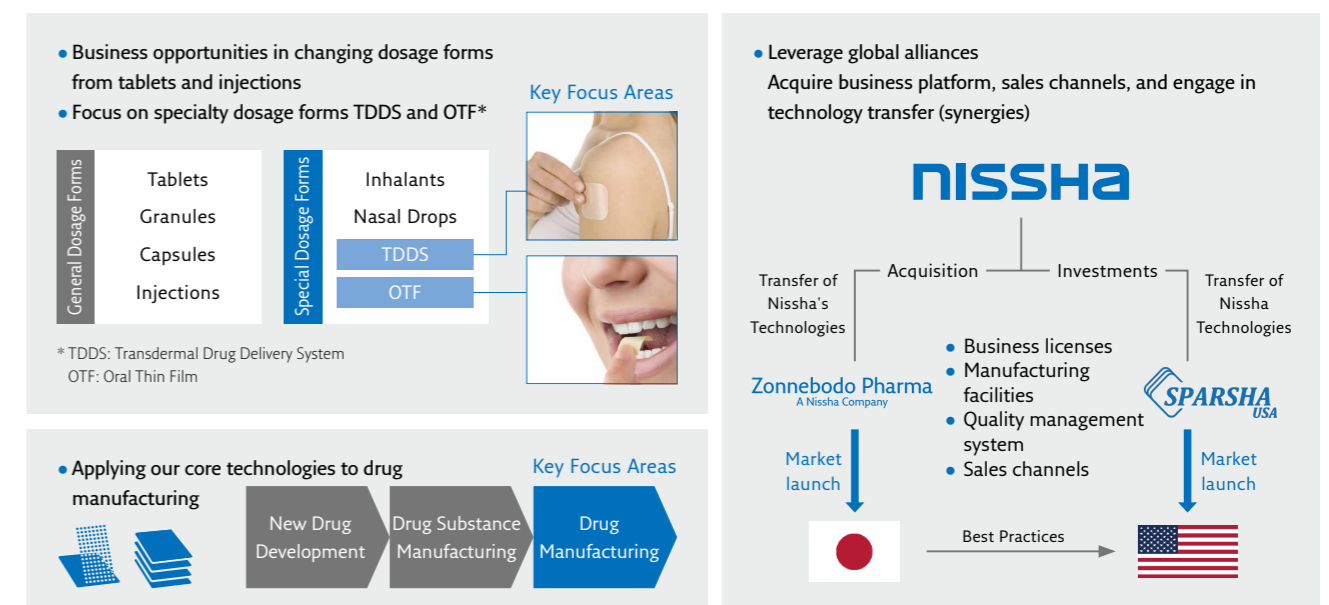 ● Business opportunities in changing dosage forms
from tablets and injections
● Focus on specialty dosage forms TDDS and OTF*
Key Focus Areas
General Dosage Forms
Tablets
Granules
Capsules
Injections
Special Dosage Forms
Inhalants
Nasal Drops
TDDS
OTF
* TDDS: Transdermal Drug Delivery System
OTF: Oral Thin Film
● Applying our core technologies to drug
manufacturing
Key Focus Areas
New Drug
Development
Drug Substance
Manufacturing
Drug
Manufacturing
● Leverage global alliances
Acquire business platform, sales channels, and engage in
technology transfer (synergies)
nissha
Acquisition
Investments
Transfer of
Nissha's
Technologies
Transfer of
Nissha
Technologies
Zonnebodo Pharma
A Nissha Company
● Business licenses
● Manufacturing
facilities
● Quality management
system
● Sales channels
SPARSHA
USA
Market
launch
Market
launch
Best Practices